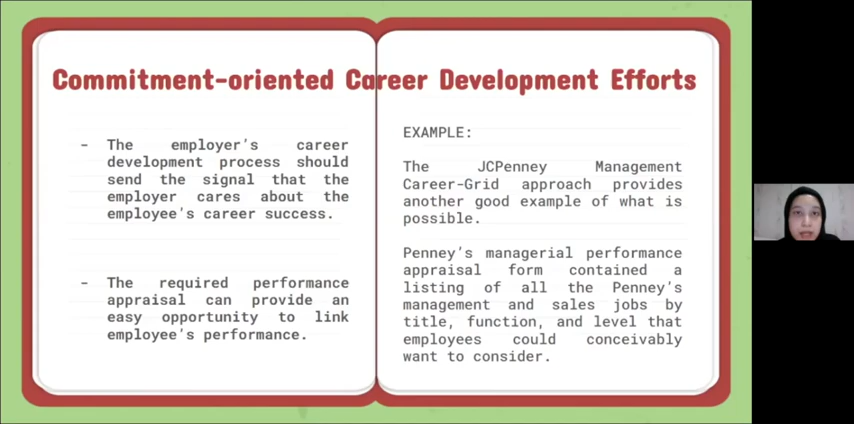 Commitment-oriented Career Development Efforts
- The employer's career
development process should
send the signal that the
employer cares about the
employee's career success.
- The required performance
appraisal can provide an
easy opportunity to link
employee's performance.
EXAMPLE:
The JCPenney Management
Career-Grid approach provides
another good example of what is
possible.
Penney's managerial performance
appraisal form contained a
listing of all the Penney's
management and sales jobs by
title, function, and level that
employees could conceivably
want to consider.